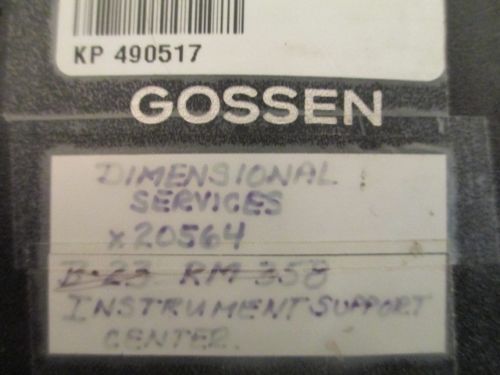 KP 490517
GOSSEN
DIMENSIONAL
SERVICES
x20564
B-23 RM 358
INSTRUMENT SUPPORT
CENTER.